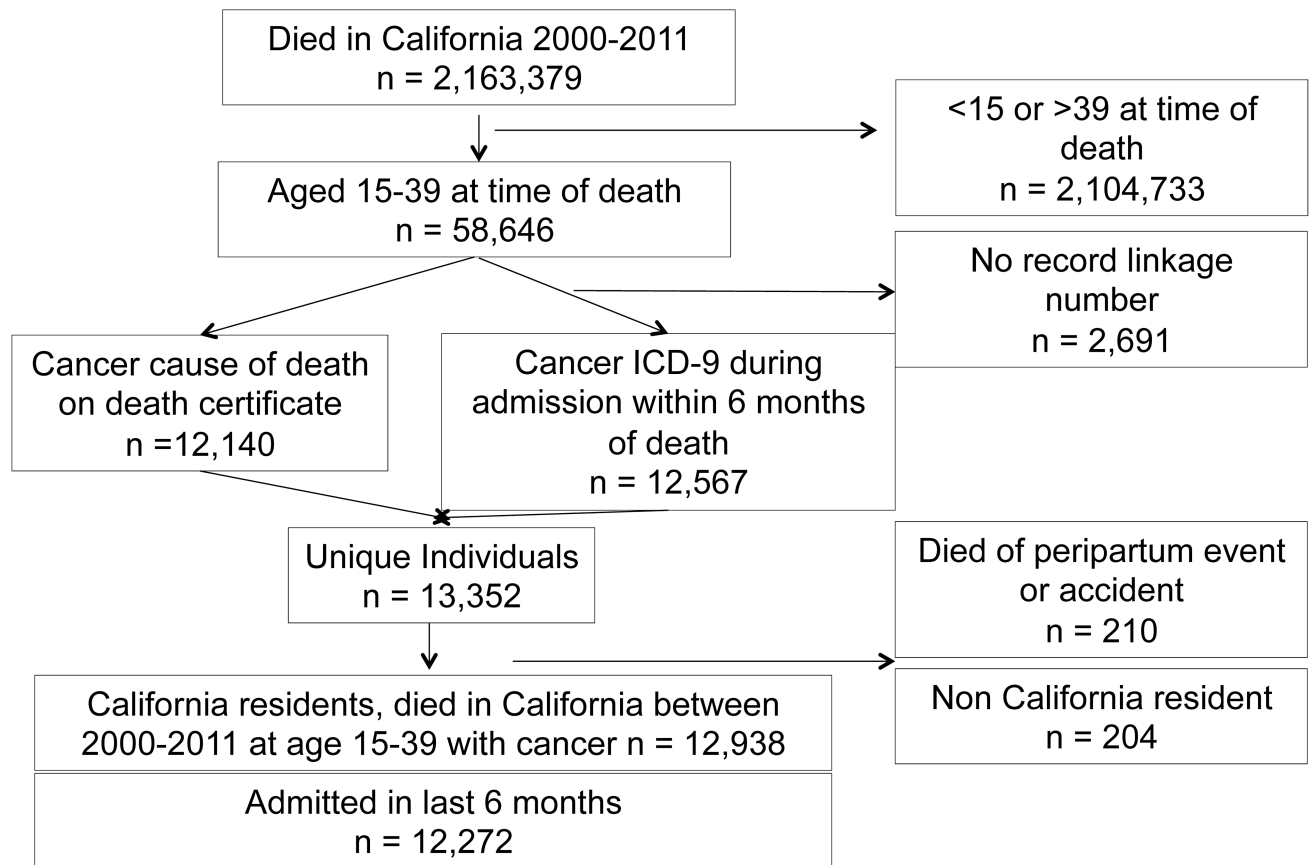 Died in California 2000-2011
n = 2,163,379
<15 or >39 at time of
death
n = 2,104,733
Aged 15-39 at time of death
n = 58,646
No record linkage
number
n = 2,691
Cancer cause of death
on death certificate
n =12,140
Cancer ICD-9 during
admission within 6 months
of death
n = 12,567
Unique Individuals
n = 13,352
Died of peripartum event
or accident
n = 210
Non California resident
n = 204
California residents, died in California between
2000-2011 at age 15-39 with cancer n = 12,938
Admitted in last 6 months
n = 12,272